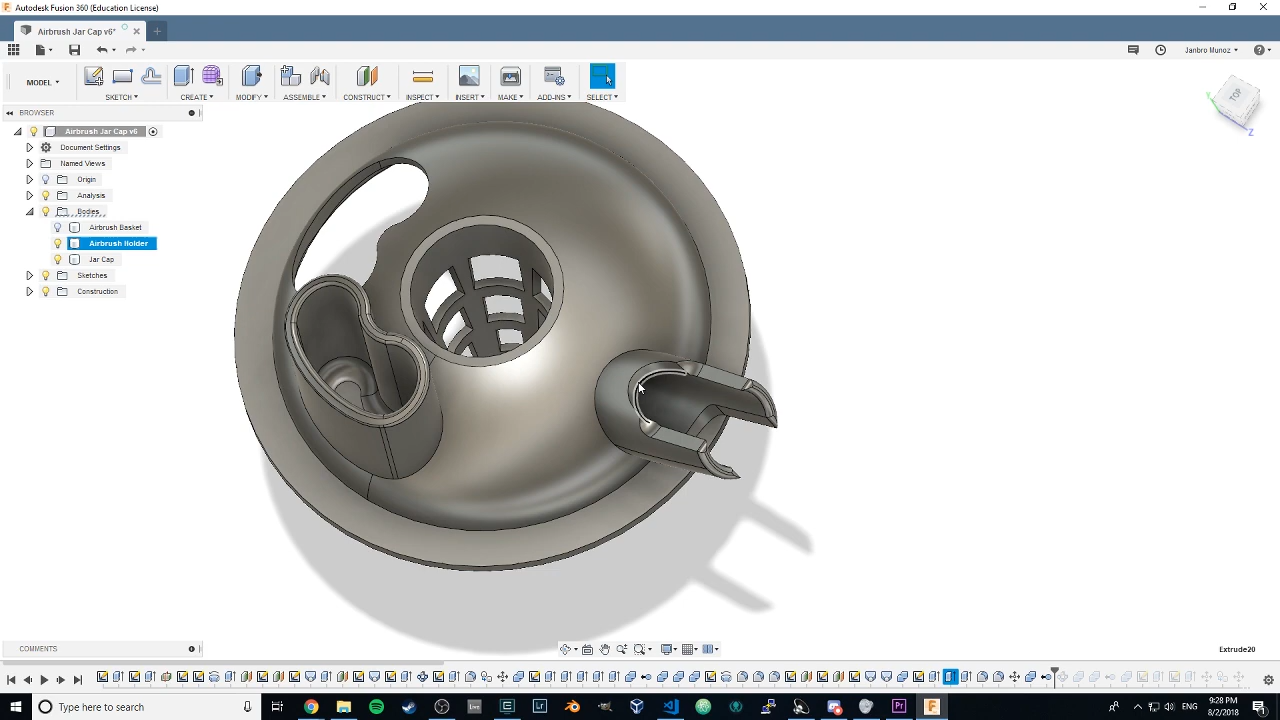 Autodesk Fusion 360 (Education License)
Airbrush Jar Cap v6*
Janbro Munoz
MODEL
SKETCH
CREATE
MODIFY
ASSEMBLE
CONSTRUCT
INSPECT
INSERT
MAKE
ADD-INS
SELECT
BROWSER
Airbrush Jar Cap v6
Document Settings
Named Views
Origin
Analysis
Bodies
Airbrush Basket
Airbrush Holder
Jar Cap
Sketches
Construction
TOP
Y
Z
COMMENTS
Extrude20
Type here to search
9:28 PM
8/2/2018